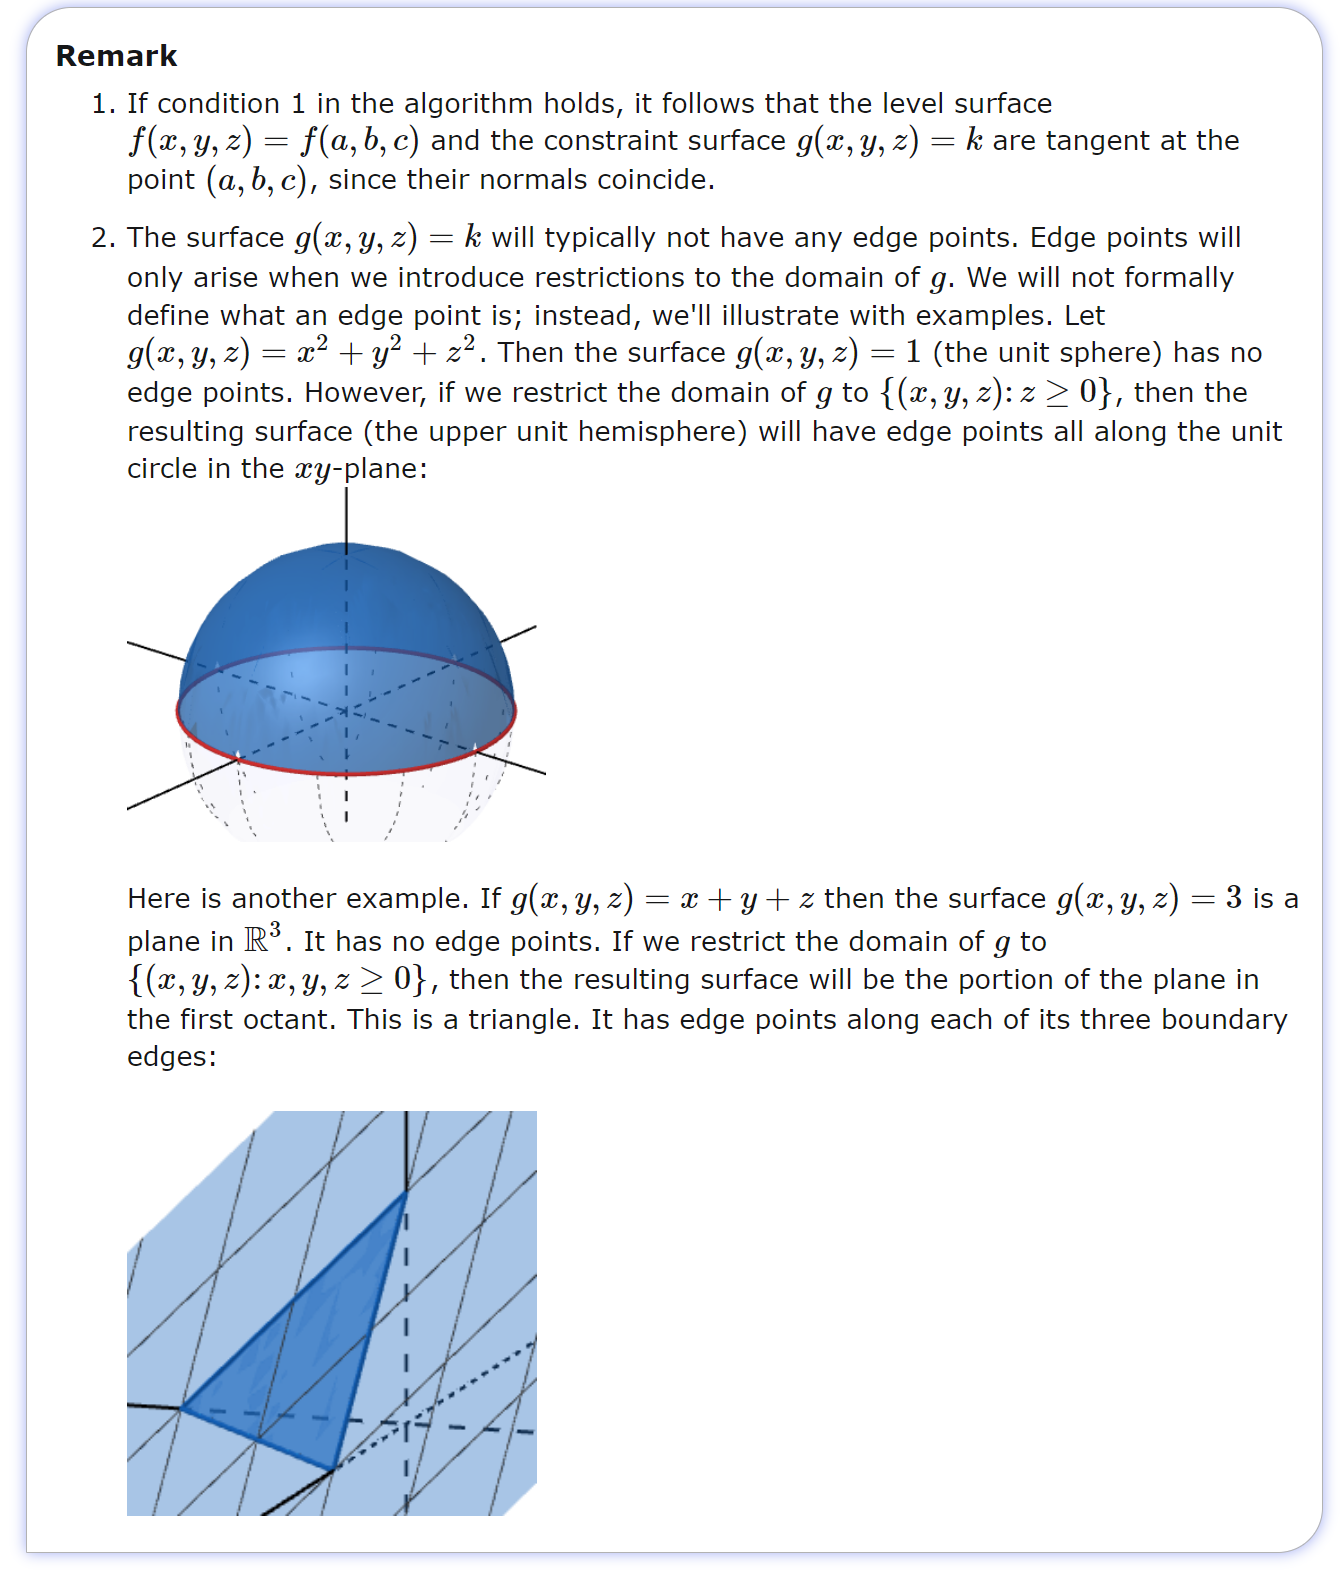 Remark
1. If condition 1 in the algorithm holds, it follows that the level surface
f(x, y, z) = f(a, b, c) and the constraint surface g(x, y, z) = k are tangent at the
point (a, b, c), since their normals coincide.
2. The surface g(x, y, z) = k will typically not have any edge points. Edge points will
only arise when we introduce restrictions to the domain of g. We will not formally
define what an edge point is; instead, we'll illustrate with examples. Let
g(x, y, z) = x² + y² + z². Then the surface g(x, y, z) = 1 (the unit sphere) has no
edge points. However, if we restrict the domain of g to {(x, y, z): z ≥ 0}, then the
resulting surface (the upper unit hemisphere) will have edge points all along the unit
circle in the xy-plane:
Here is another example. If g(x, y, z) = x + y + z then the surface g(x, y, z) = 3 is a
plane in ℝ³. It has no edge points. If we restrict the domain of g to
{(x, y, z): x, y, z ≥ 0}, then the resulting surface will be the portion of the plane in
the first octant. This is a triangle. It has edge points along each of its three boundary
edges: